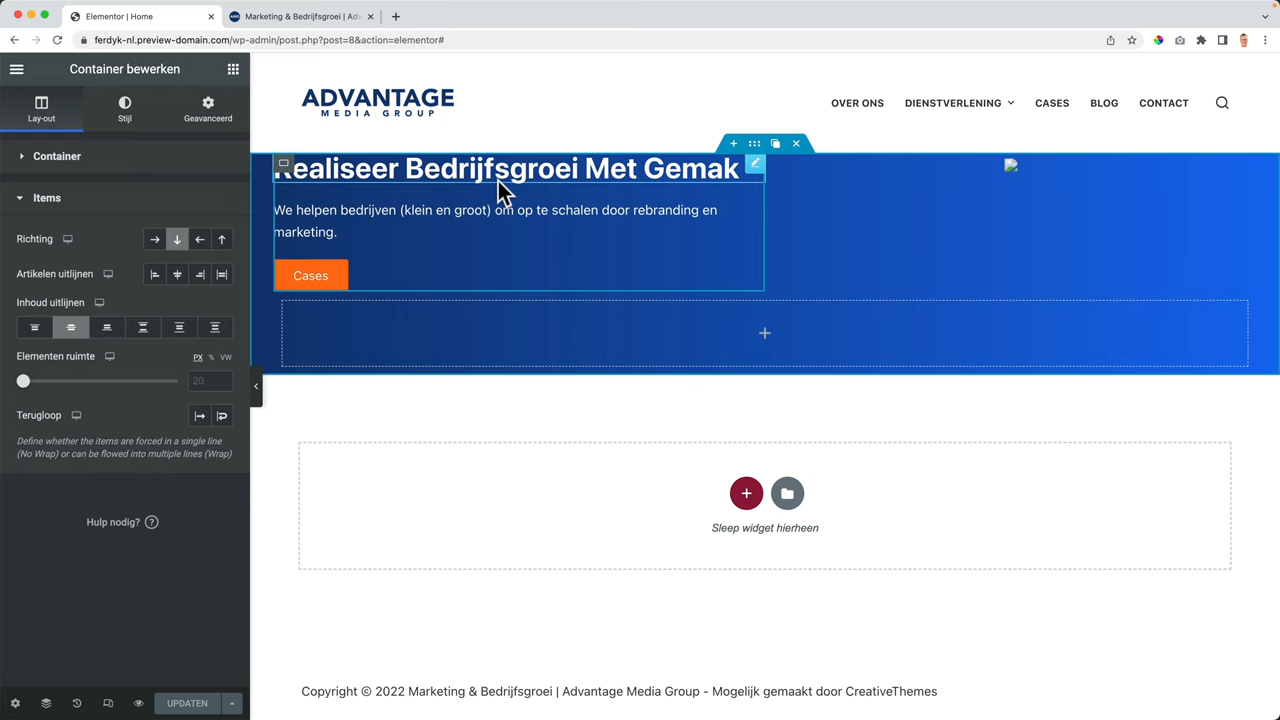 Elementor | Home
Marketing & Bedrijfsgroei | Adv
ferdyk-nl.preview-domain.com/wp-admin/post.php?post=8&action=elementor#
Container bewerken
Lay-out
Stijl
Geavanceerd
Container
Items
Richting
Artikelen uitlijnen
Inhoud uitlijnen
Elementen ruimte
PX % VW
20
Terugloop
Define whether the items are forced in a single line
(No Wrap) or can be flowed into multiple lines (Wrap)
Hulp nodig? ?
UPDATEN
ADVANTAGE
MEDIA GROUP
OVER ONS
DIENSTVERLENING
CASES
BLOG
CONTACT
Realiseer Bedrijfsgroei Met Gemak
We helpen bedrijven (klein en groot) om op te schalen door rebranding en
marketing.
Cases
Sleep widget hierheen
Copyright © 2022 Marketing & Bedrijfsgroei | Advantage Media Group - Mogelijk gemaakt door CreativeThemes